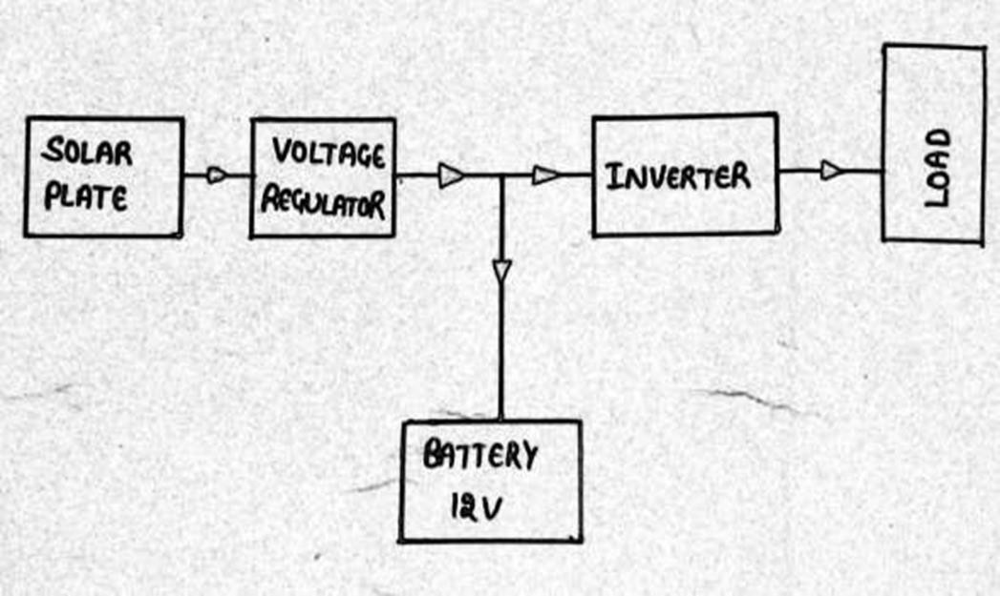 SOLAR
PLATE
VOLTAGE
REGULATOR
INVERTER
LOAD
BATTERY
12V